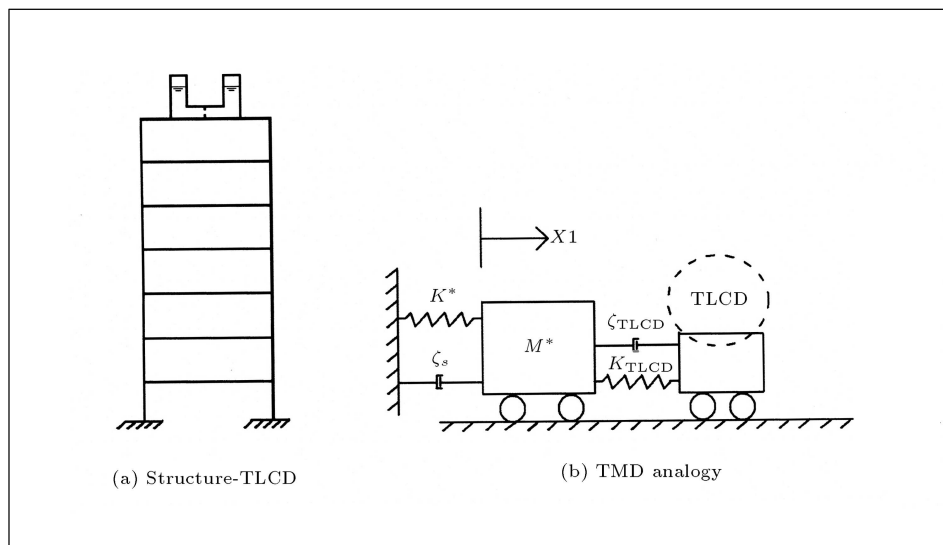 X1
K*
TLCD
ζ_TLCD
M*
ζ_s
K_TLCD
(a) Structure-TLCD
(b) TMD analogy